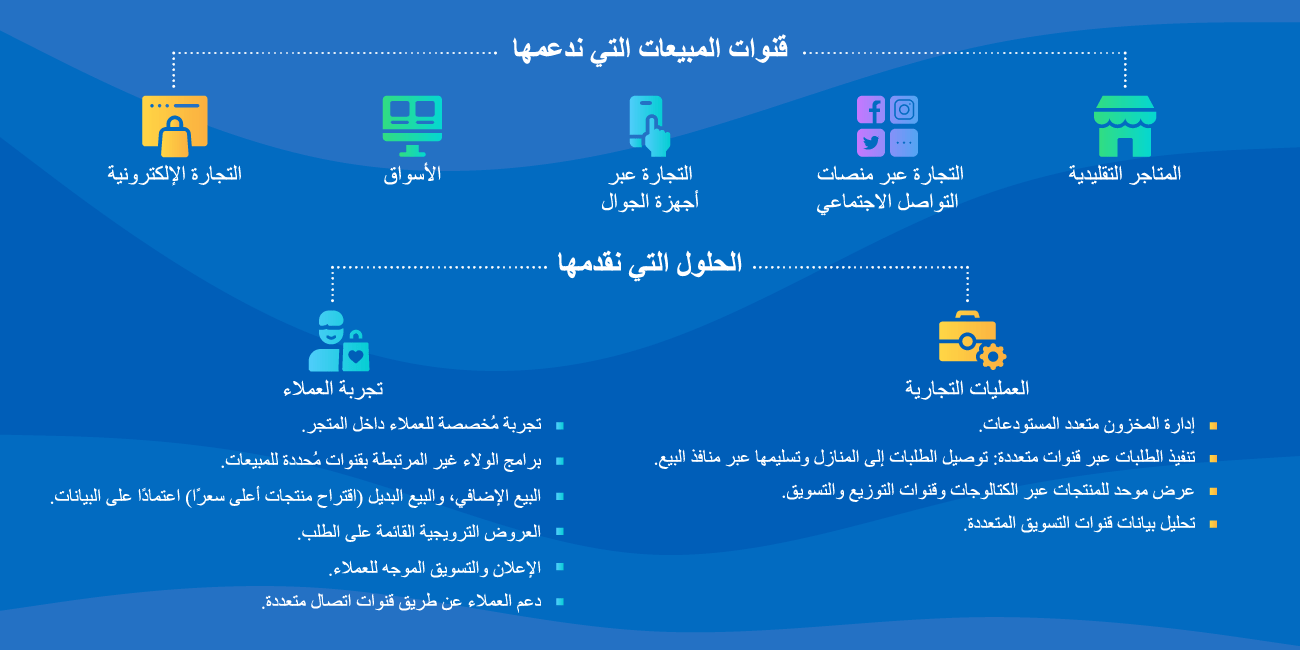 قنوات المبيعات التي ندعمها
المتاجر التقليدية
التجارة عبر منصات
التواصل الاجتماعي
التجارة عبر
أجهزة الجوال
الأسواق
التجارة الإلكترونية
الحلول التي نقدمها
العمليات التجارية
إدارة المخزون متعدد المستودعات.
تنفيذ الطلبات عبر قنوات متعددة: توصيل الطلبات إلى المنازل وتسليمها عبر منافذ البيع.
عرض موحد للمنتجات عبر الكتالوجات وقنوات التوزيع والتسويق.
تحليل بيانات قنوات التسويق المتعددة.
تجربة العملاء
تجربة مُخصصة للعملاء داخل المتجر.
برامج الولاء غير المرتبطة بقنوات مُحددة للمبيعات.
البيع الإضافي، والبيع البديل (اقتراح منتجات أعلى سعرًا) اعتمادًا على البيانات.
العروض الترويجية القائمة على الطلب.
الإعلان والتسويق الموجه للعملاء.
دعم العملاء عن طريق قنوات اتصال متعددة.